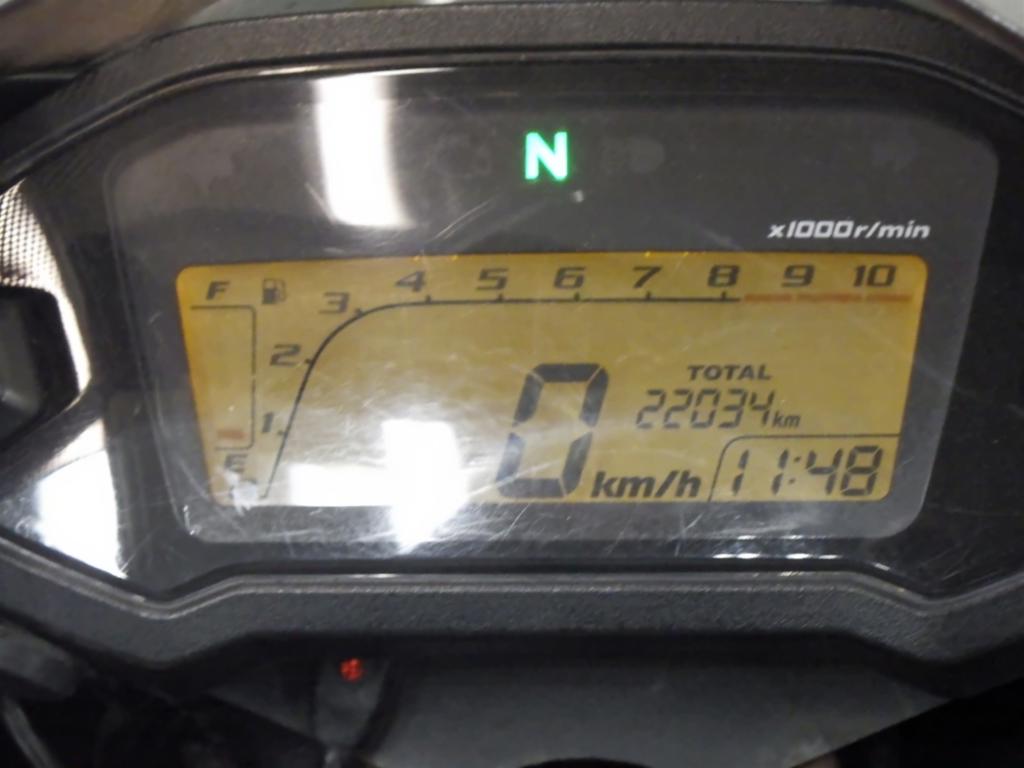 N
x1000r/min
F
1 2 3 4 5 6 7 8 9 10
TOTAL
22034km
0 km/h
11:48
E